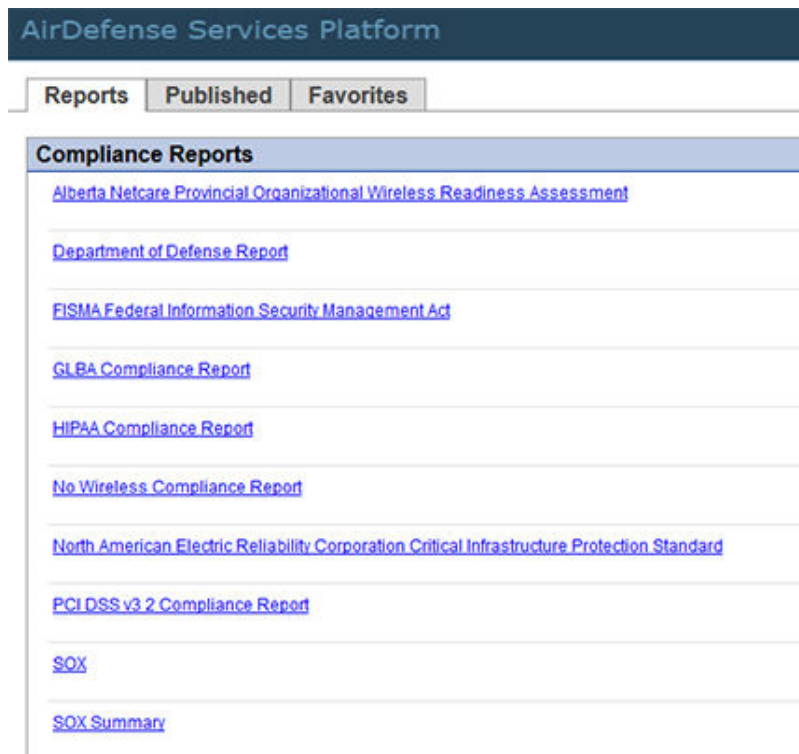 AirDefense Services Platform
Reports Published Favorites
Compliance Reports
Alberta Netcare Provincial Organizational Wireless Readiness Assessment
Department of Defense Report
FISMA Federal Information Security Management Act
GLBA Compliance Report
HIPAA Compliance Report
No Wireless Compliance Report
North American Electric Reliability Corporation Critical Infrastructure Protection Standard
PCI DSS v3 2 Compliance Report
SOX
SOX Summary